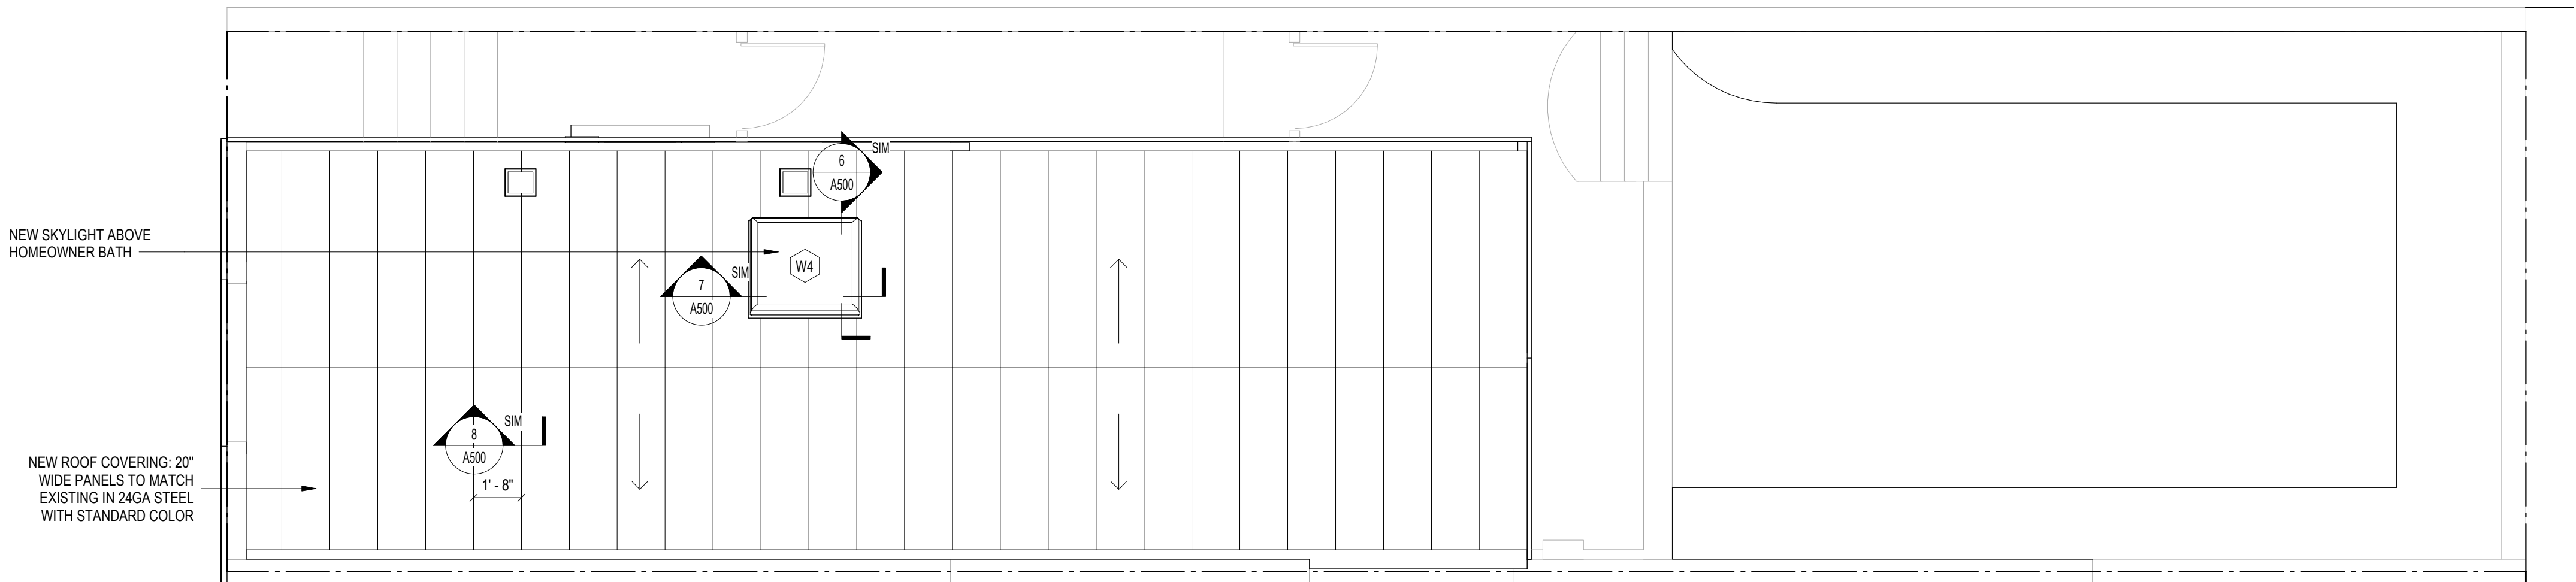 6
A500
SIM
NEW SKYLIGHT ABOVE
HOMEOWNER BATH
W4
7
A500
SIM
8
A500
SIM
1' - 8"
NEW ROOF COVERING: 20"
WIDE PANELS TO MATCH
EXISTING IN 24GA STEEL
WITH STANDARD COLOR